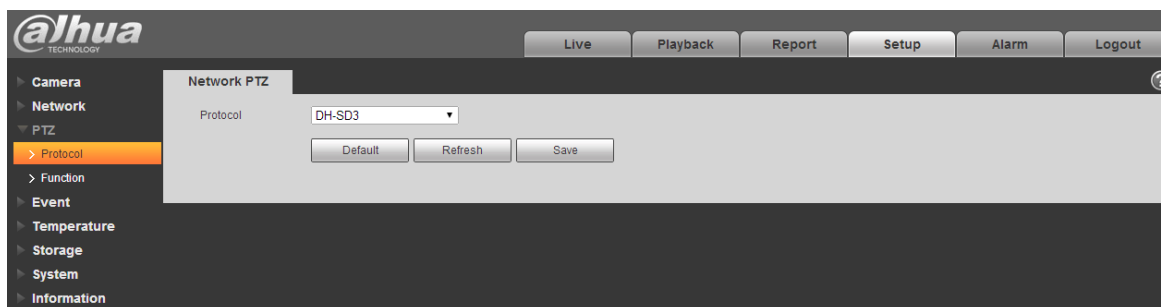 alhua
TECHNOLOGY
Live Playback Report Setup Alarm Logout
Camera
Network
PTZ
Protocol
Function
Event
Temperature
Storage
System
Information
Network PTZ
Protocol DH-SD3
Default Refresh Save
?